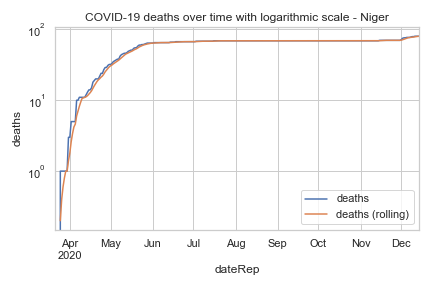 COVID-19 deaths over time with logarithmic scale - Niger
deaths
10²
10¹
10⁰
deaths
deaths (rolling)
Apr May Jun Jul Aug Sep Oct Nov Dec
2020
dateRep